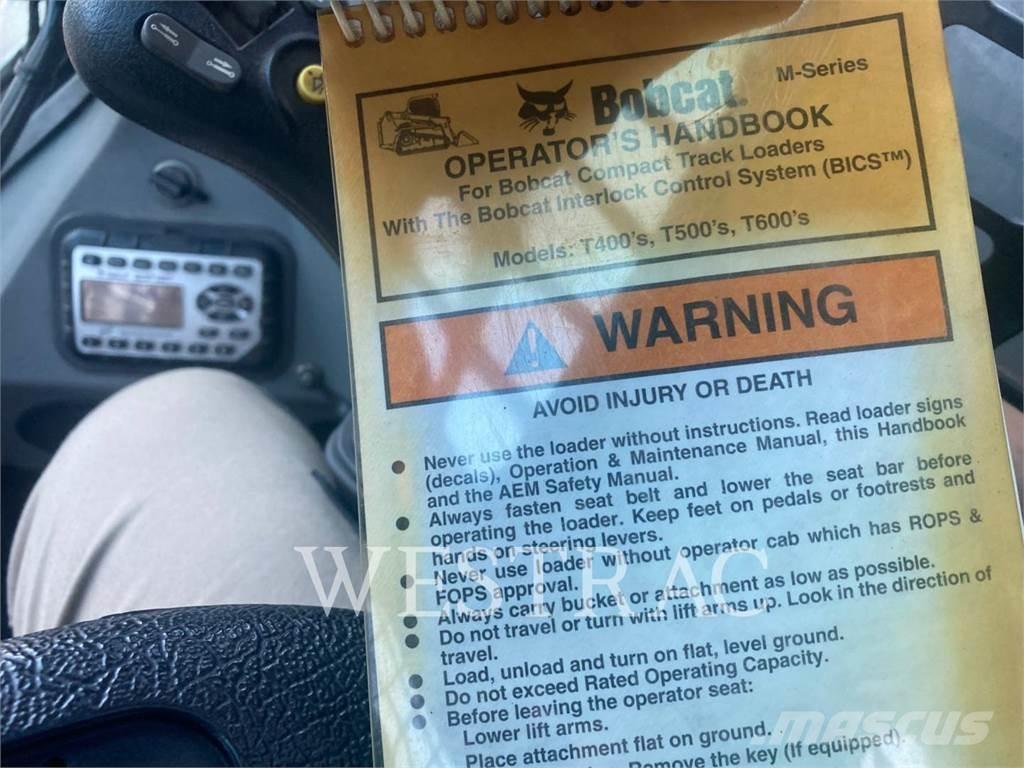 Bobcat. M-Series
OPERATOR'S HANDBOOK
For Bobcat Compact Track Loaders
With The Bobcat Interlock Control System (BICS™)
Models: T400's, T500's, T600's
WARNING
AVOID INJURY OR DEATH
• Never use the loader without instructions. Read loader signs
(decals), Operation & Maintenance Manual, this Handbook
and the AEM Safety Manual.
• Always fasten seat belt and lower the seat bar before
operating the loader. Keep feet on pedals or footrests and
hands on steering levers.
• Never use loader without operator cab which has ROPS &
FOPS approval.
• Always carry bucket or attachment as low as possible.
• Do not travel or turn with lift arms up. Look in the direction of
travel.
• Load, unload and turn on flat, level ground.
• Do not exceed Rated Operating Capacity.
• Before leaving the operator seat:
Lower lift arms.
Place attachment flat on ground.
Remove the key (If equipped).
WESTRAC
MASCUS